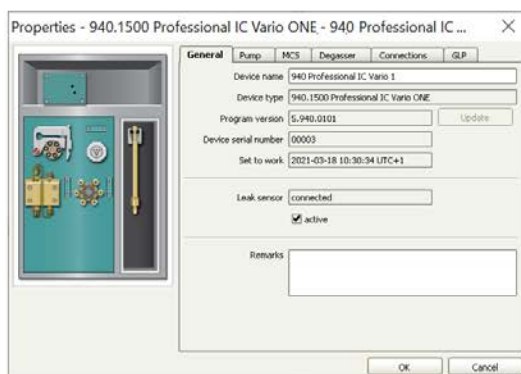 Properties - 940.1500 Professional IC Vario ONE - 940 Professional IC ...
General Pump MCS Degasser Connections GLP
Device name 940 Professional IC Vario 1
Device type 940.1500 Professional IC Vario ONE
Program version 5.940.0101 Update
Device serial number 00003
Set to work 2021-03-18 10:30:34 UTC+1
Leak sensor connected
active
Remarks
OK Cancel